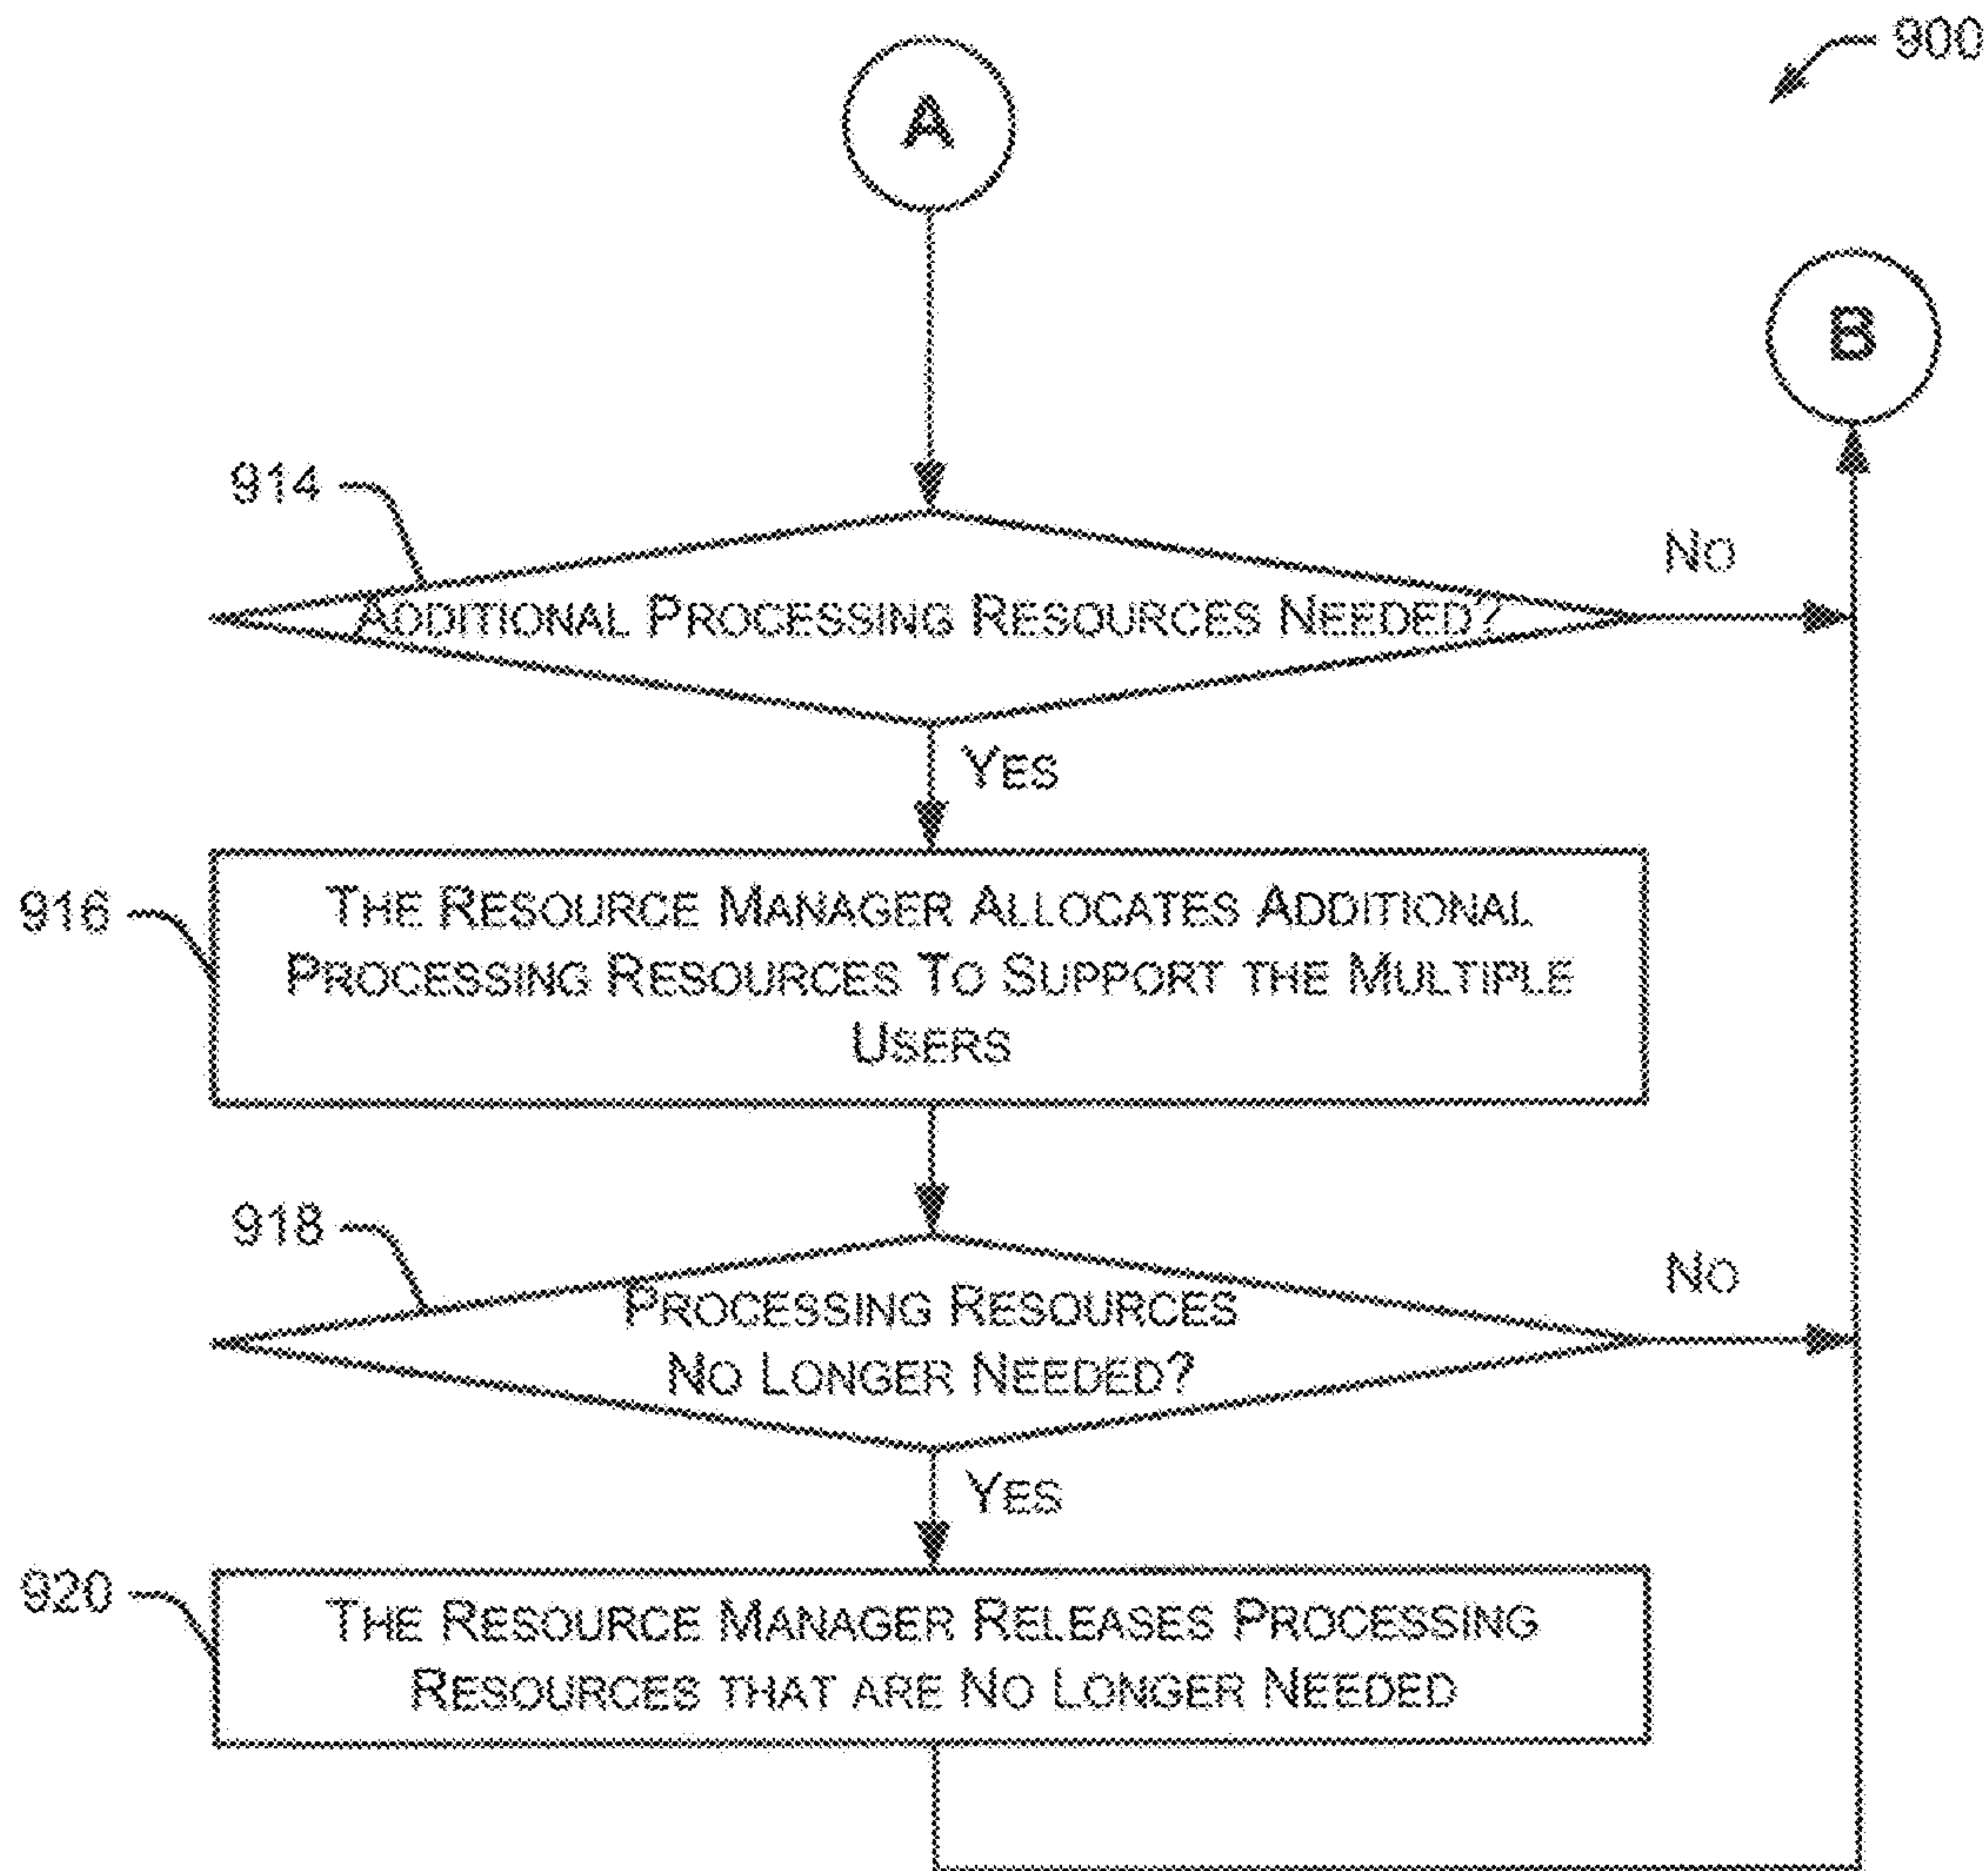 900
A
B
914
ADDITIONAL PROCESSING RESOURCES NEEDED?
NO
YES
916
THE RESOURCE MANAGER ALLOCATES ADDITIONAL
PROCESSING RESOURCES TO SUPPORT THE MULTIPLE
USERS
918
PROCESSING RESOURCES
NO LONGER NEEDED?
NO
YES
920
THE RESOURCE MANAGER RELEASES PROCESSING
RESOURCES THAT ARE NO LONGER NEEDED